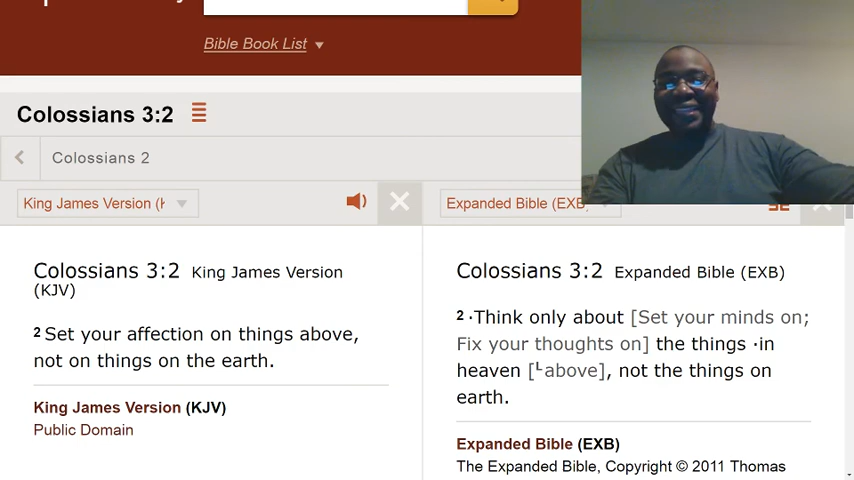 Bible Book List
Colossians 3:2
Colossians 2
King James Version (
Expanded Bible (EXB
Colossians 3:2 King James Version
(KJV)
2 Set your affection on things above,
not on things on the earth.
King James Version (KJV)
Public Domain
Colossians 3:2 Expanded Bible (EXB)
2 ·Think only about [Set your minds on;
Fix your thoughts on] the things ·in
heaven [L above], not the things on
earth.
Expanded Bible (EXB)
The Expanded Bible, Copyright © 2011 Thomas